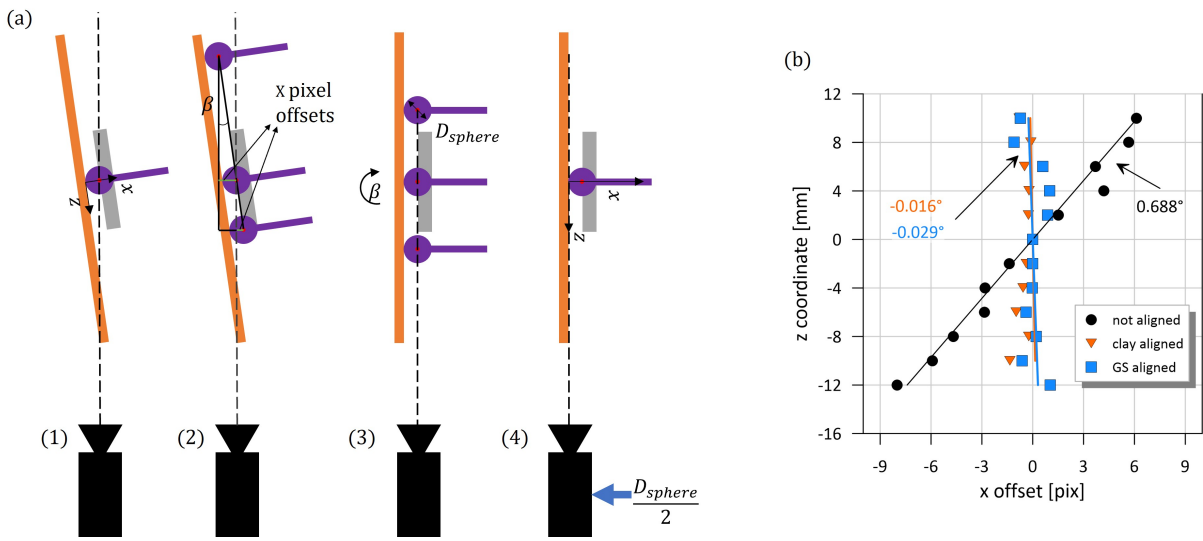 (a)
β
x pixel
offsets
x
z
D_sphere
β
x
z
(1)
(2)
(3)
(4)
D_sphere
2
(b)
z coordinate [mm]
12
8
4
0
-4
-8
-12
-16
-0.016°
-0.029°
0.688°
not aligned
clay aligned
GS aligned
-9 -6 -3 0 3 6 9
x offset [pix]